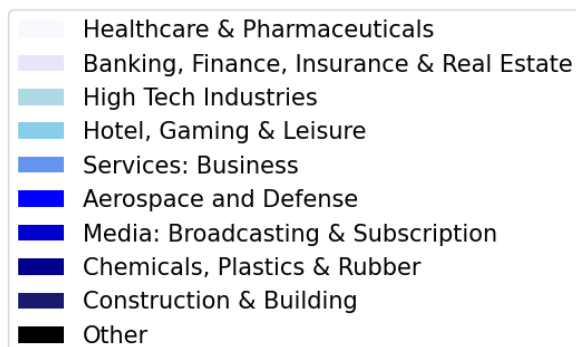 Healthcare & Pharmaceuticals
Banking, Finance, Insurance & Real Estate
High Tech Industries
Hotel, Gaming & Leisure
Services: Business
Aerospace and Defense
Media: Broadcasting & Subscription
Chemicals, Plastics & Rubber
Construction & Building
Other